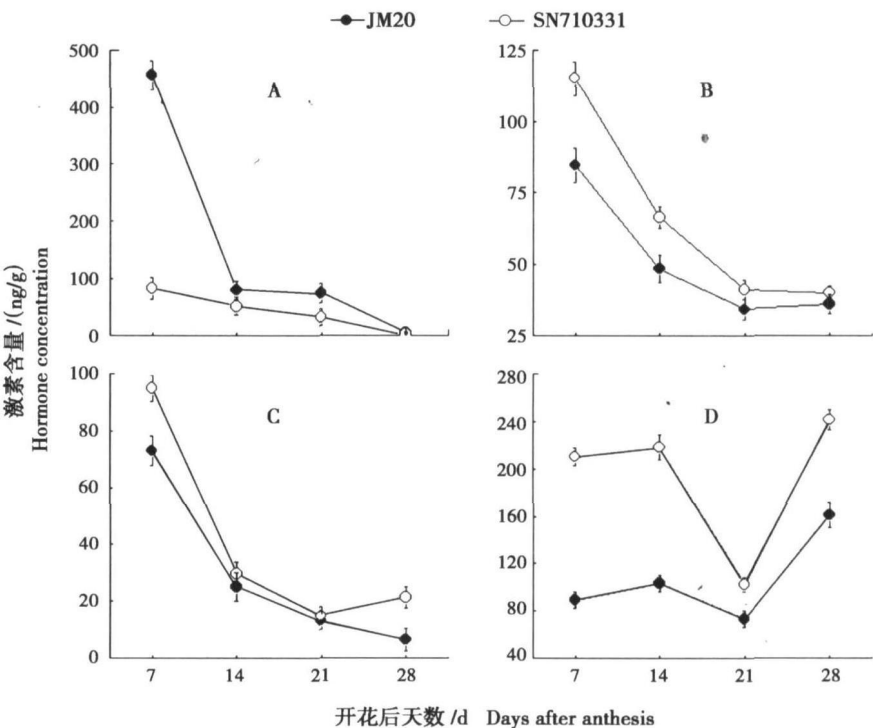 JM20 SN710331
A
500
400
300
200
100
0
B
125
100
75
50
25
C
100
80
60
40
20
0
7 14 21 28
D
280
240
200
160
120
80
40
7 14 21 28
激素含量/(ng/g)
Hormone concentration
开花后天数/d Days after anthesis